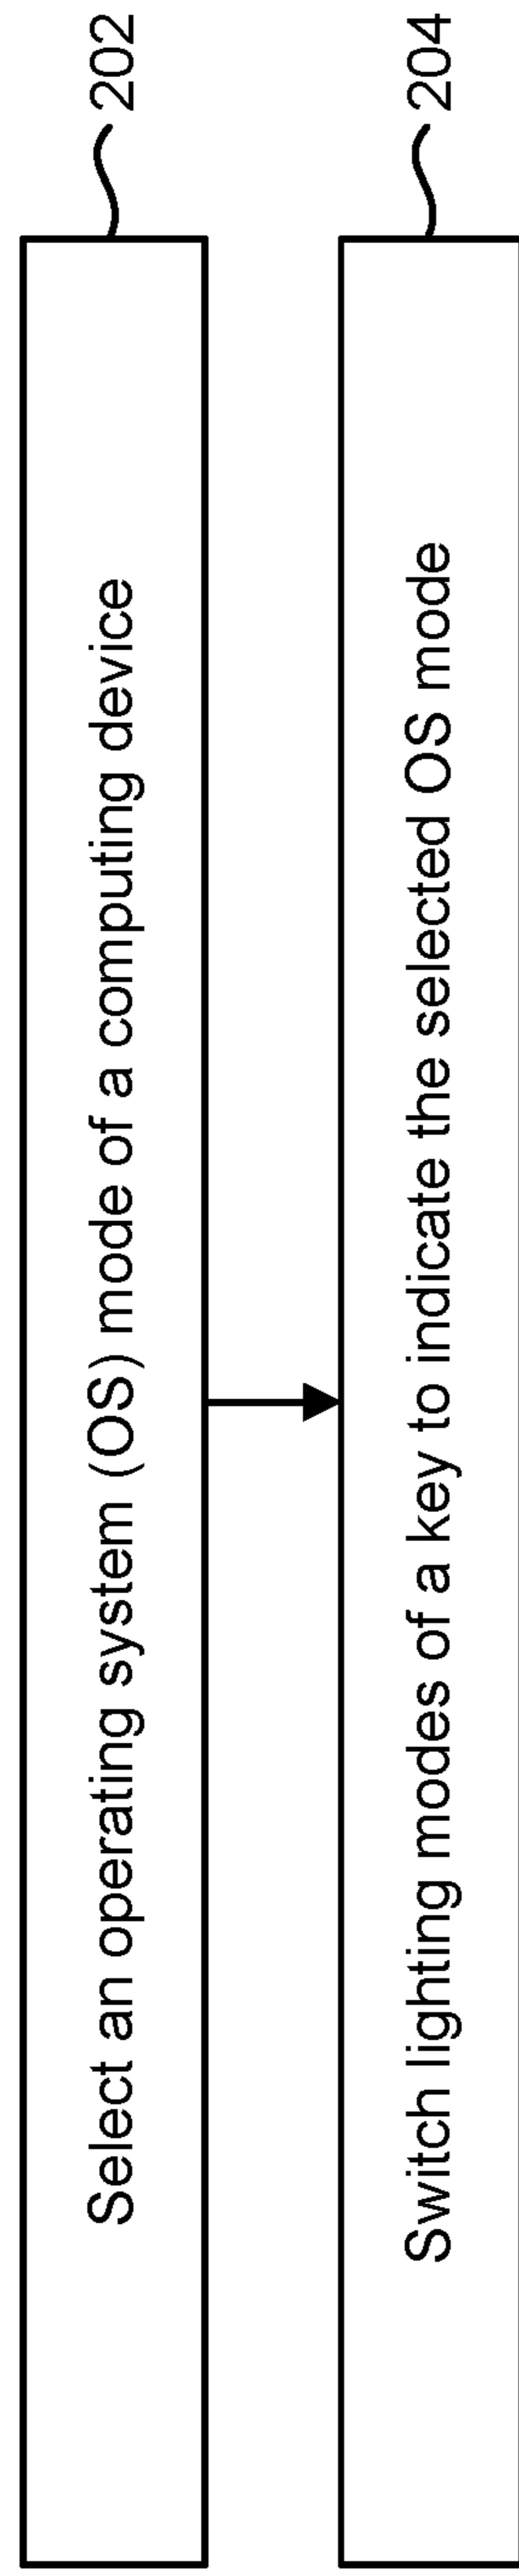 Select an operating system (OS) mode of a computing device
202
Switch lighting modes of a key to indicate the selected OS mode
204